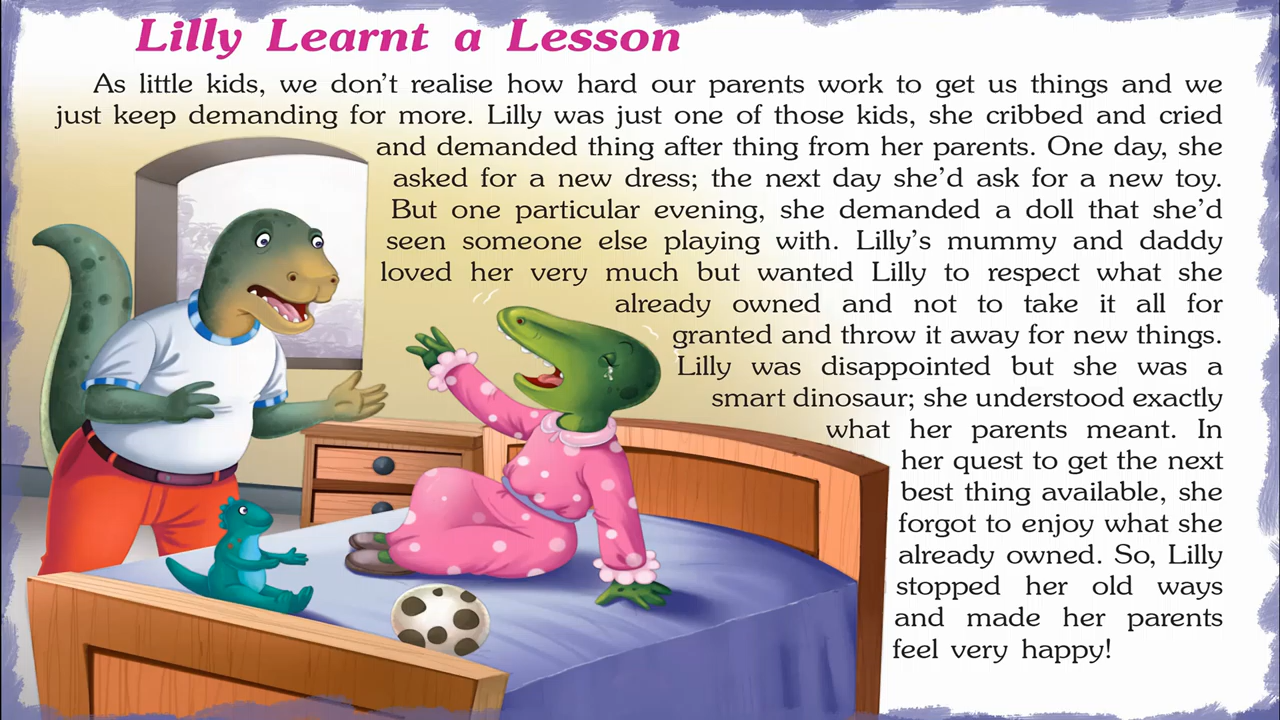 Lilly Learnt a Lesson
As little kids, we don't realise how hard our parents work to get us things and we
just keep demanding for more. Lilly was just one of those kids, she cribbed and cried
and demanded thing after thing from her parents. One day, she
asked for a new dress; the next day she'd ask for a new toy.
But one particular evening, she demanded a doll that she'd
seen someone else playing with. Lilly's mummy and daddy
loved her very much but wanted Lilly to respect what she
already owned and not to take it all for
granted and throw it away for new things.
Lilly was disappointed but she was a
smart dinosaur; she understood exactly
what her parents meant. In
her quest to get the next
best thing available, she
forgot to enjoy what she
already owned. So, Lilly
stopped her old ways
and made her parents
feel very happy!